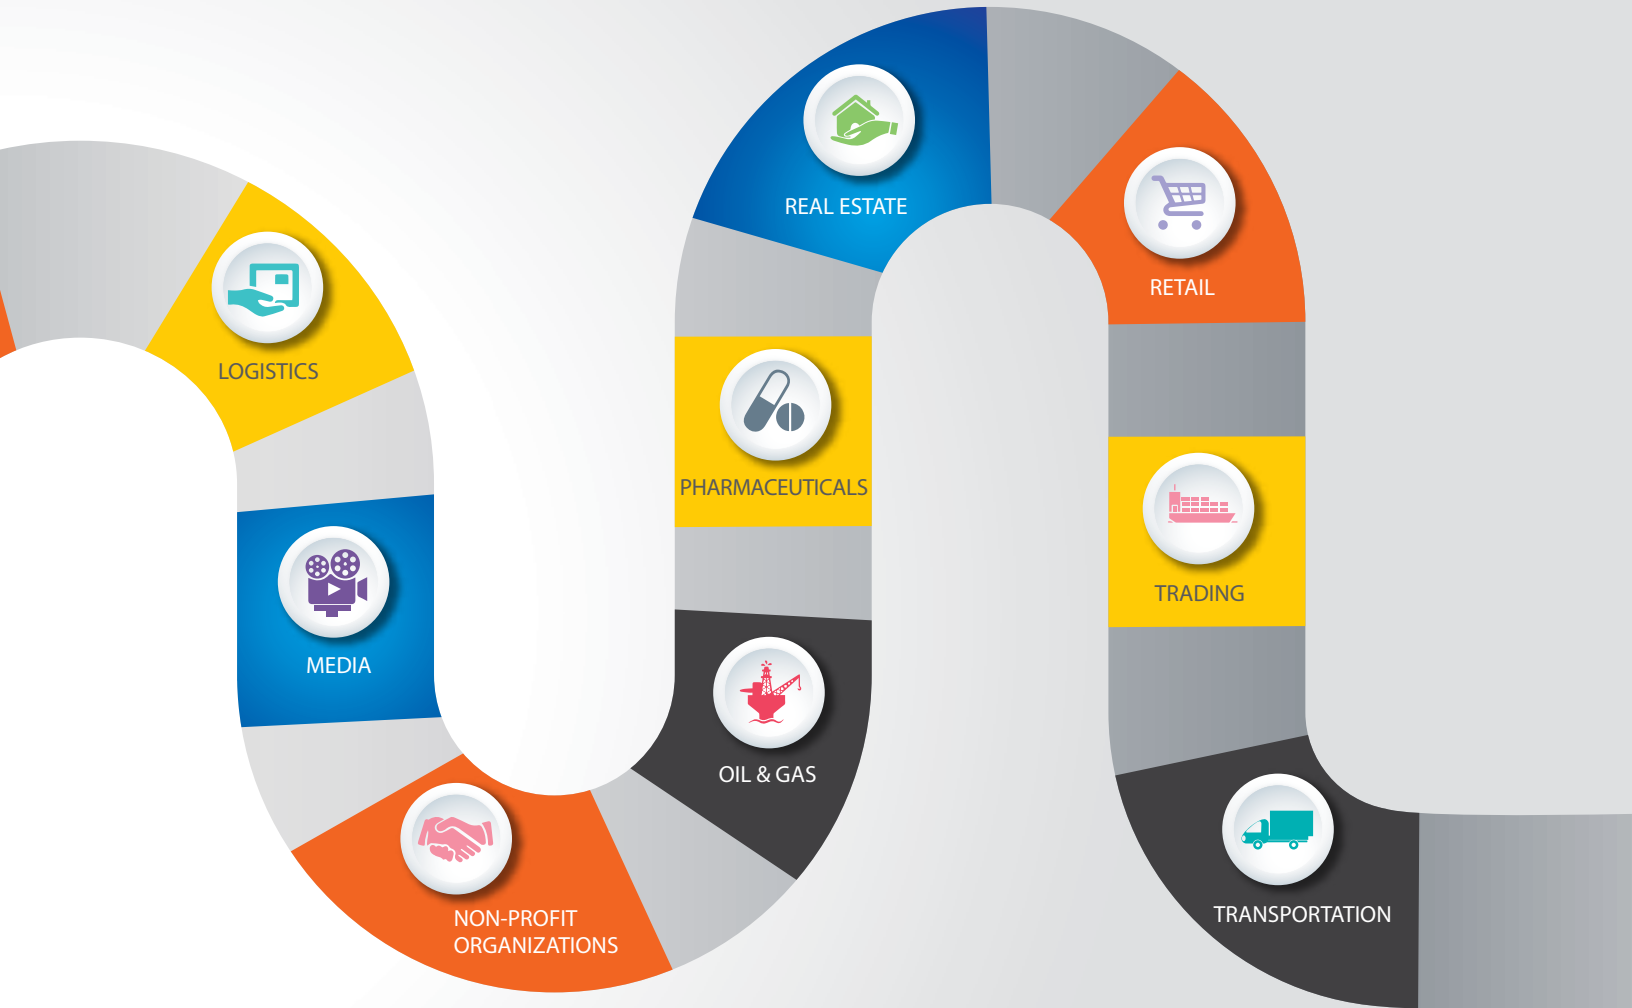 LOGISTICS
MEDIA
NON-PROFIT
ORGANIZATIONS
OIL & GAS
PHARMACEUTICALS
REAL ESTATE
RETAIL
TRADING
TRANSPORTATION